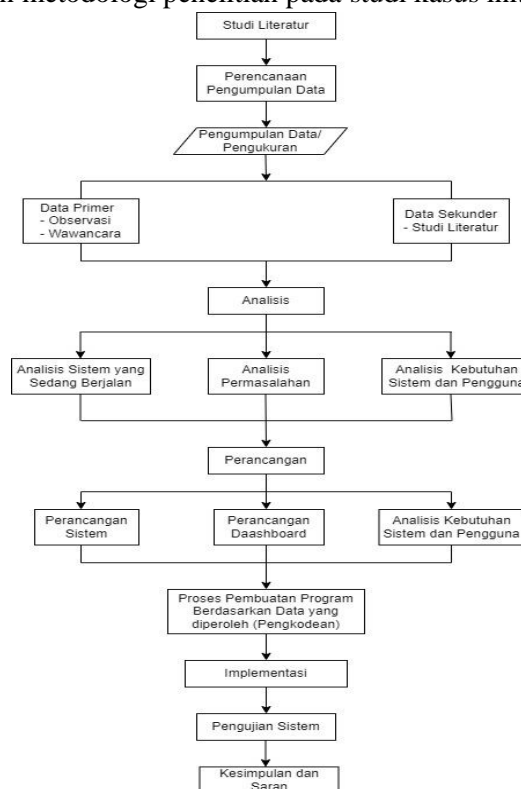 metodologi penelitian pada studi kasus
Studi Literatur
Perencanaan
Pengumpulan Data
Pengumpulan Data/
Pengukuran
Data Primer
- Observasi
- Wawancara
Data Sekunder
- Studi Literatur
Analisis
Analisis Sistem yang
Sedang Berjalan
Analisis
Permasalahan
Analisis Kebutuhan
Sistem dan Pengguna
Perancangan
Perancangan
Sistem
Perancangan
Daashboard
Analisis Kebutuhan
Sistem dan Pengguna
Proses Pembuatan Program
Berdasarkan Data yang
diperoleh (Pengkodean)
Implementasi
Pengujian Sistem
Kesimpulan dan
Saran